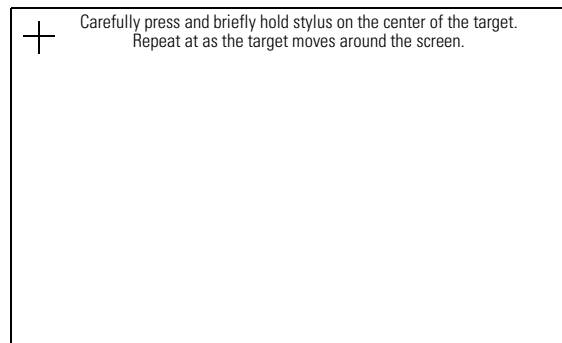 Carefully press and briefly hold stylus on the center of the target.
Repeat at as the target moves around the screen.